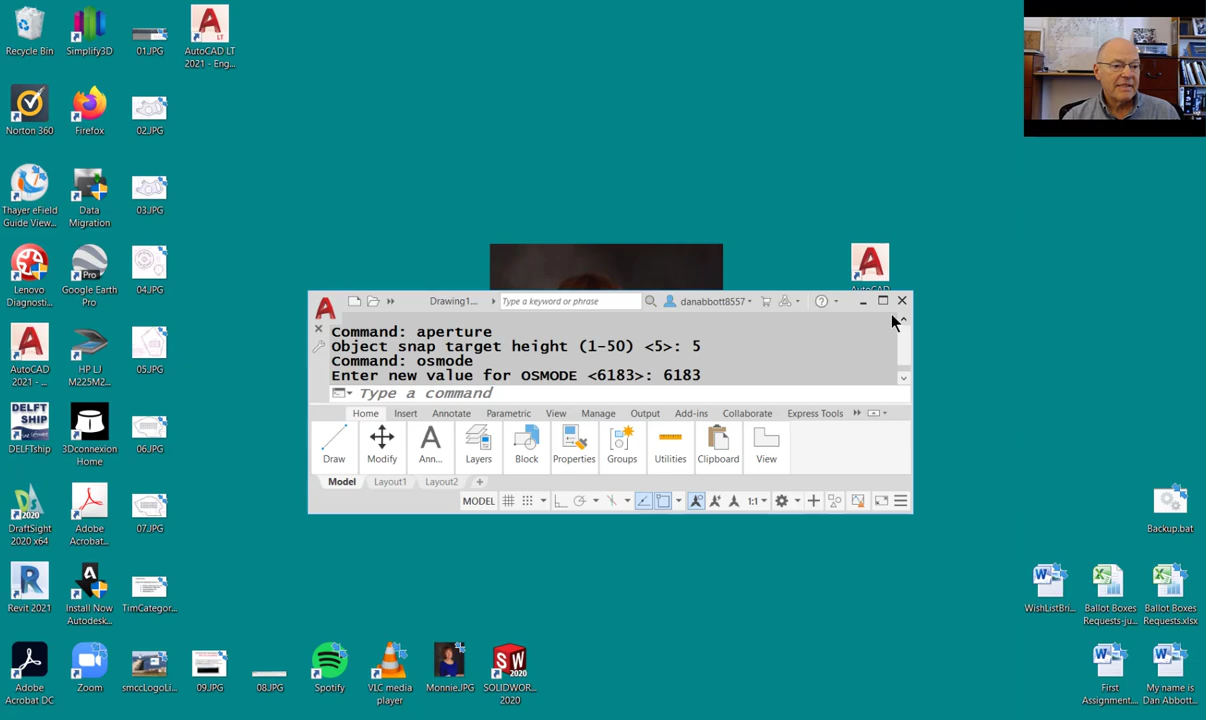 Recycle Bin
Simplify3D
01.JPG
AutoCAD LT
2021 - Eng...
Norton 360
Firefox
02.JPG
Thayer eField
Guide View...
Data
Migration
03.JPG
Lenovo
Diagnosti...
Google Earth
Pro
04.JPG
AutoCAD
2021 - ...
HP LJ
M225M2...
05.JPG
DELFTship
3Dconnexion
Home
06.JPG
DraftSight
2020 x64
Adobe
Acrobat...
07.JPG
Revit 2021
Install Now
Autodesk...
TimCategor...
Adobe
Acrobat DC
Zoom
smccLogoLi...
09.JPG
08.JPG
Spotify
VLC media
player
MonnieJPG
SOLIDWOR...
2020
AutoCAD
Drawing1...
Type a keyword or phrase
danabbott8557
Command: aperture
Object snap target height (1-50) <5>: 5
Command: osmode
Enter new value for OSMODE <6183>: 6183
Type a command
Home Insert Annotate Parametric View Manage Output Add-ins Collaborate Express Tools
Draw Modify Ann... Layers Block Properties Groups Utilities Clipboard View
Model Layout1 Layout2 +
MODEL 1:1
Backup.bat
WishListBri...
Ballot Boxes
Requests-ju...
Ballot Boxes
Requests.xlsx
First
Assignment...
My name is
Dan Abbott...